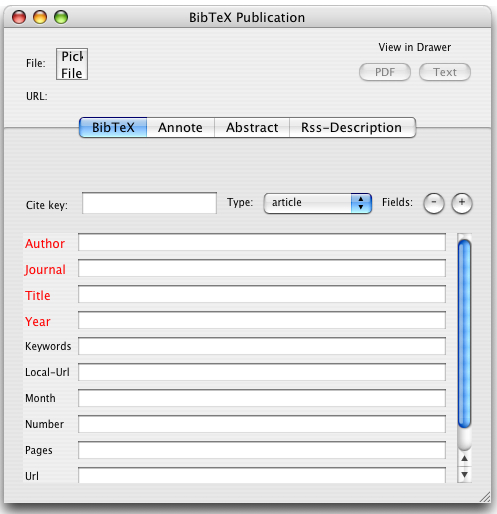 BibTeX Publication
File:
Pick
File
View in Drawer
PDF Text
URL:
BibTeX Annote Abstract Rss-Description
Cite key: Type: article Fields: - +
Author
Journal
Title
Year
Keywords
Local-Url
Month
Number
Pages
Url